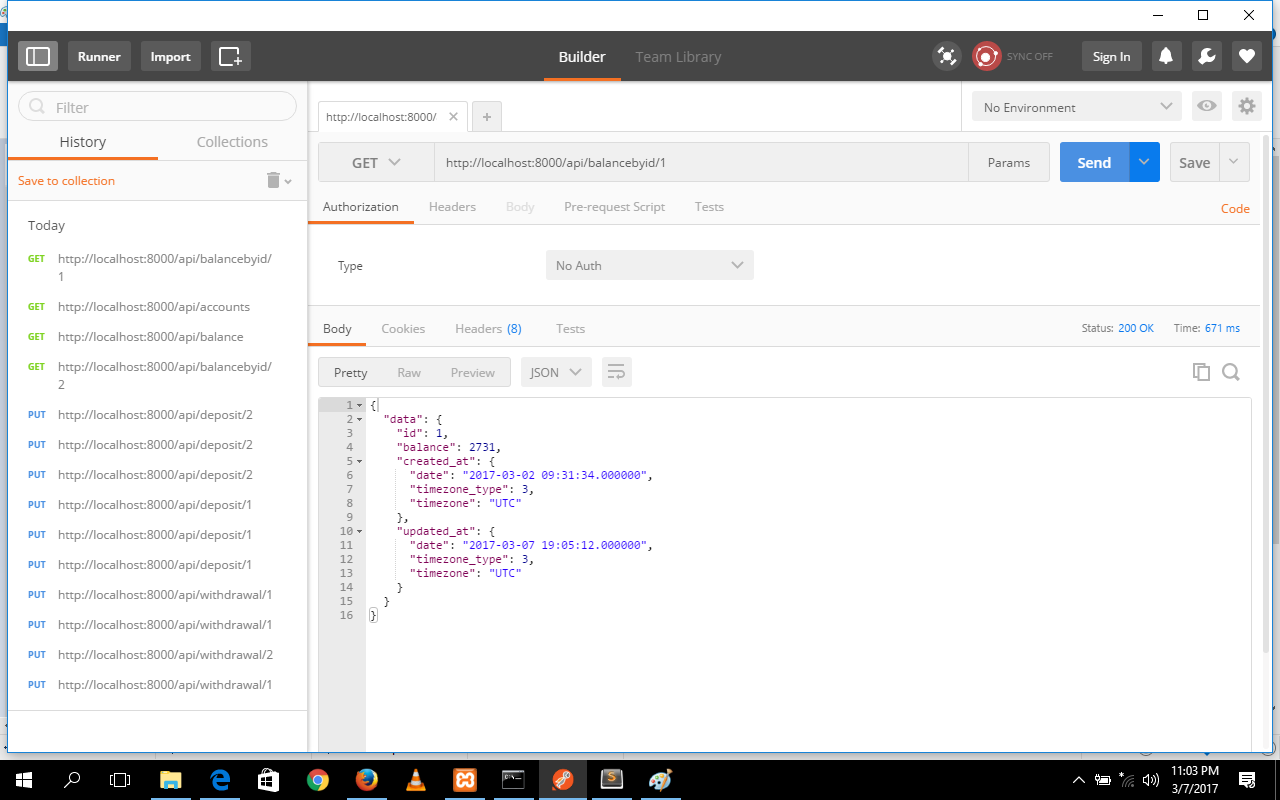 Runner
Import
Builder
Team Library
SYNC OFF
Sign In
Filter
History
Collections
Save to collection
Today
GET http://localhost:8000/api/balancebyid/
1
GET http://localhost:8000/api/accounts
GET http://localhost:8000/api/balance
GET http://localhost:8000/api/balancebyid/
2
PUT http://localhost:8000/api/deposit/2
PUT http://localhost:8000/api/deposit/2
PUT http://localhost:8000/api/deposit/2
PUT http://localhost:8000/api/deposit/1
PUT http://localhost:8000/api/deposit/1
PUT http://localhost:8000/api/deposit/1
PUT http://localhost:8000/api/withdrawal/1
PUT http://localhost:8000/api/withdrawal/1
PUT http://localhost:8000/api/withdrawal/2
PUT http://localhost:8000/api/withdrawal/1
http://localhost:8000/
No Environment
GET http://localhost:8000/api/balancebyid/1 Params Send Save
Authorization Headers Body Pre-request Script Tests Code
Type No Auth
Body Cookies Headers (8) Tests Status: 200 OK Time: 671 ms
Pretty Raw Preview JSON
1 {
2 "data": {
3 "id": 1,
4 "balance": 2731,
5 "created_at": {
6 "date": "2017-03-02 09:31:34.000000",
7 "timezone_type": 3,
8 "timezone": "UTC"
9 },
10 "updated_at": {
11 "date": "2017-03-07 19:05:12.000000",
12 "timezone_type": 3,
13 "timezone": "UTC"
14 }
15 }
16 }
11:03 PM
3/7/2017